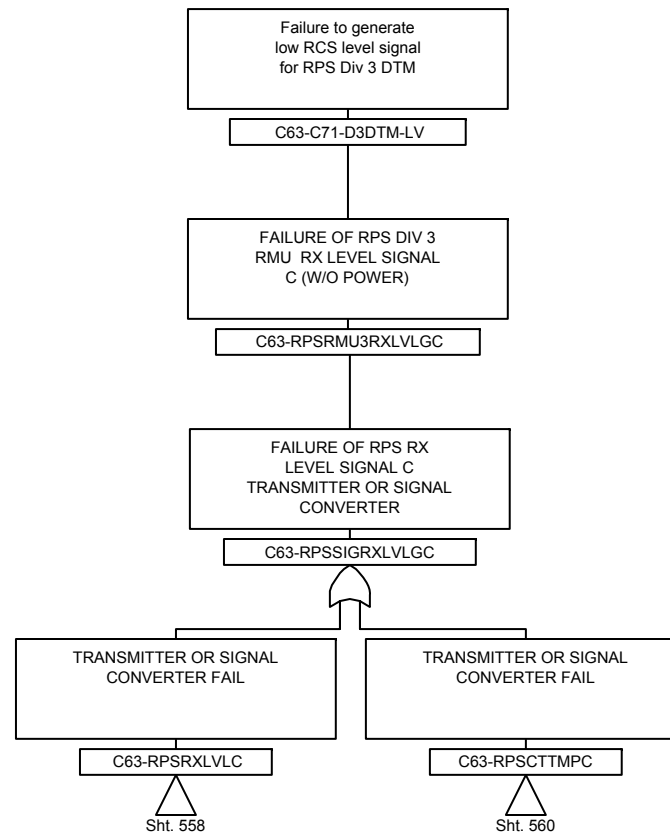 Failure to generate
low RCS level signal
for RPS Div 3 DTM
C63-C71-D3DTM-LV
FAILURE OF RPS DIV 3
RMU RX LEVEL SIGNAL
C (W/O POWER)
C63-RPSRMU3RXLVLGC
FAILURE OF RPS RX
LEVEL SIGNAL C
TRANSMITTER OR SIGNAL
CONVERTER
C63-RPSSIGRXLVLGC
TRANSMITTER OR SIGNAL
CONVERTER FAIL
C63-RPSRXLVLC
Sht. 558
TRANSMITTER OR SIGNAL
CONVERTER FAIL
C63-RPSCTTMPC
Sht. 560